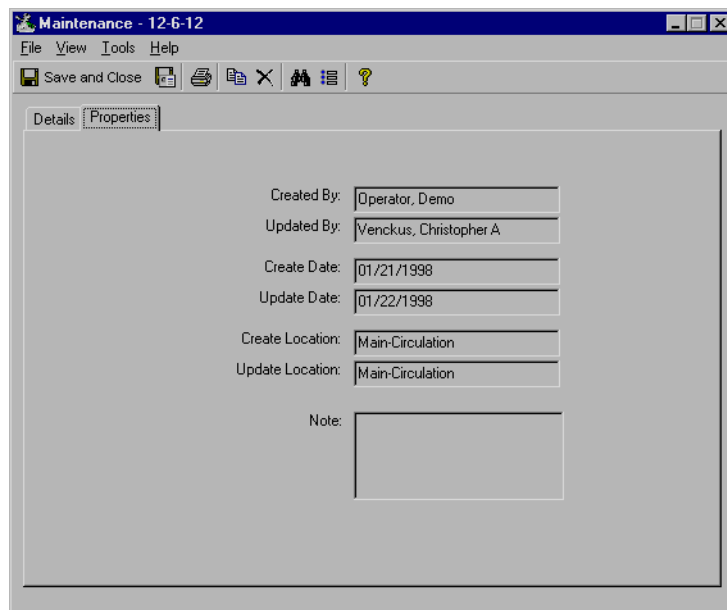 Maintenance - 12-6-12
File View Tools Help
Save and Close
Details Properties
Created By: Operator, Demo
Updated By: Venckus, Christopher A
Create Date: 01/21/1998
Update Date: 01/22/1998
Create Location: Main-Circulation
Update Location: Main-Circulation
Note: